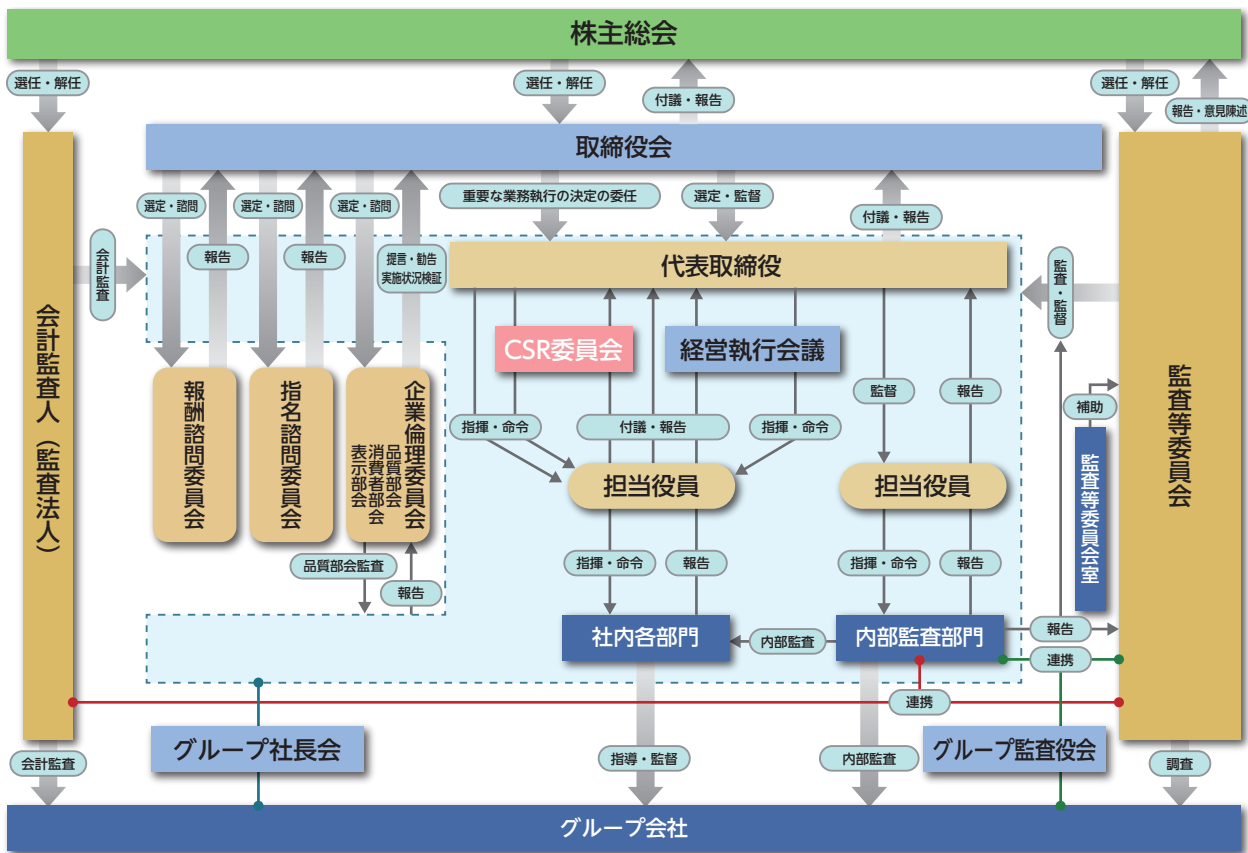 株主総会
選任・解任
選任・解任
付議・報告
選任・解任
報告・意見陳述
取締役会
選定・諮問
報告
選定・諮問
報告
選定・諮問
提言・勧告
実施状況検証
重要な業務執行の決定の委任
選定・監督
付議・報告
会計監査
代表取締役
監査・監督
会計監査人（監査法人）
CSR委員会
経営執行会議
監査等委員会
報酬諮問委員会
指名諮問委員会
企業倫理委員会
品質部会
消費者部会
表示部会
監督
報告
補助
指揮・命令
付議・報告
指揮・命令
監査等委員会室
担当役員
担当役員
品質部会監査
報告
指揮・命令
報告
指揮・命令
報告
社内各部門
内部監査
内部監査部門
報告
連携
連携
グループ社長会
グループ監査役会
会計監査
指導・監督
内部監査
調査
グループ会社